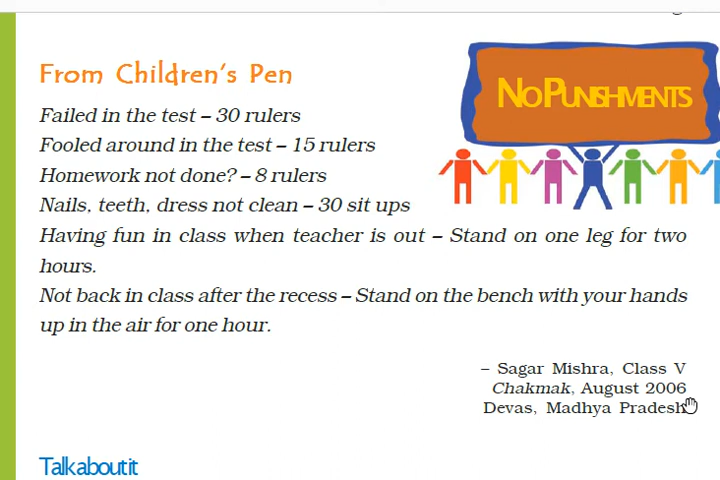 From Children's Pen
No PUNISHMENTS
Failed in the test – 30 rulers
Fooled around in the test – 15 rulers
Homework not done? – 8 rulers
Nails, teeth, dress not clean – 30 sit ups
Having fun in class when teacher is out – Stand on one leg for two
hours.
Not back in class after the recess – Stand on the bench with your hands
up in the air for one hour.
– Sagar Mishra, Class V
Chakmak, August 2006
Devas, Madhya Pradesh
Talk about it